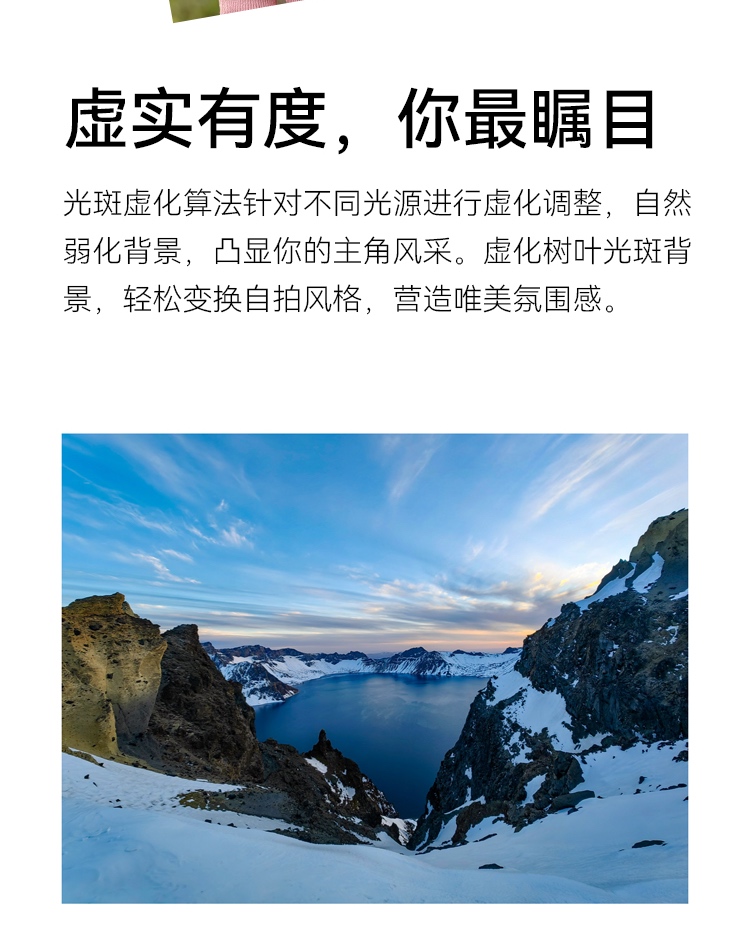 虚实有度，你最瞩目
光斑虚化算法针对不同光源进行虚化调整，自然
弱化背景，凸显你的主角风采。虚化树叶光斑背
景，轻松变换自拍风格，营造唯美氛围感。